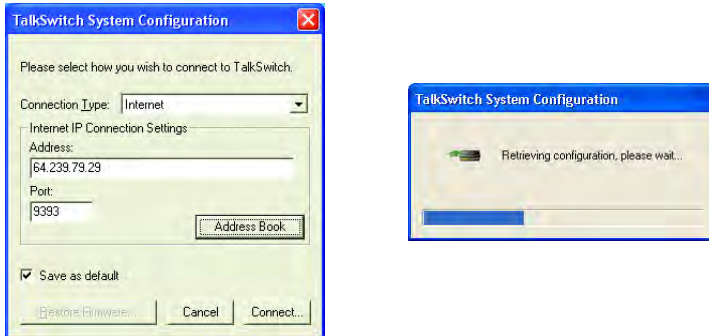 TalkSwitch System Configuration
Please select how you wish to connect to TalkSwitch.
Connection Type: Internet
Internet IP Connection Settings
Address:
64.239.79.29
Port:
9393
Address Book
Save as default
Restore Firmware... Cancel Connect...
TalkSwitch System Configuration
Retrieving configuration, please wait...